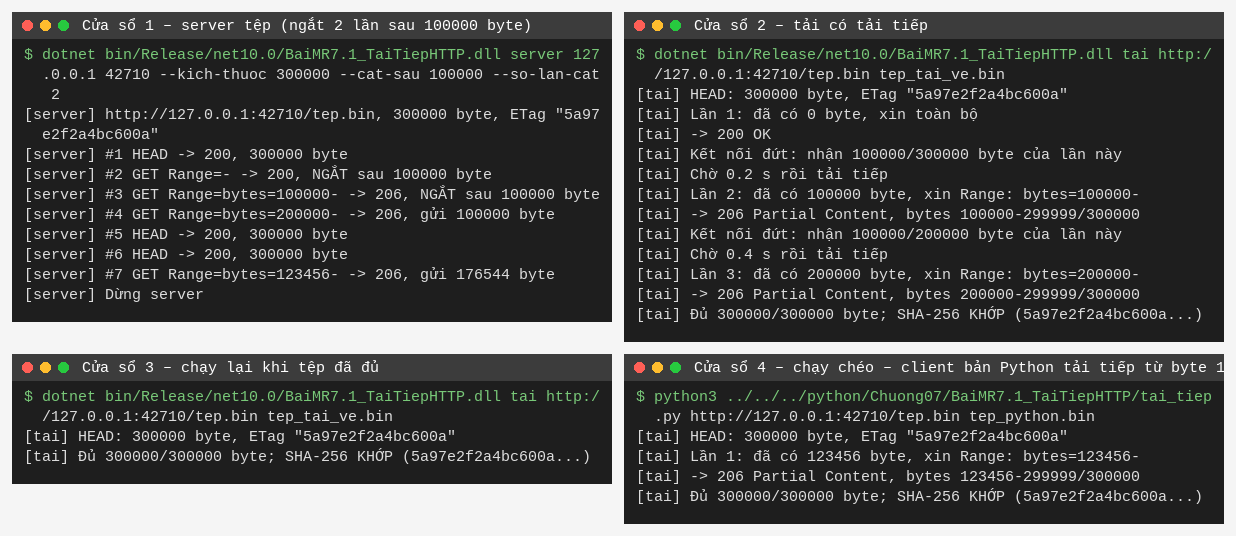 Cửa sổ 1 – server tệp (ngắt 2 lần sau 100000 byte)
$ dotnet bin/Release/net10.0/BaiMR7.1_TaiTiepHTTP.dll server 127
.0.0.1 42710 --kich-thuoc 300000 --cat-sau 100000 --so-lan-cat
2
[server] http://127.0.0.1:42710/tep.bin, 300000 byte, ETag "5a97
e2f2a4bc600a"
[server] #1 HEAD -> 200, 300000 byte
[server] #2 GET Range=- -> 200, NGẮT sau 100000 byte
[server] #3 GET Range=bytes=100000- -> 206, NGẮT sau 100000 byte
[server] #4 GET Range=bytes=200000- -> 206, gửi 100000 byte
[server] #5 HEAD -> 200, 300000 byte
[server] #6 HEAD -> 200, 300000 byte
[server] #7 GET Range=bytes=123456- -> 206, gửi 176544 byte
[server] Dừng server
Cửa sổ 2 – tải có tải tiếp
$ dotnet bin/Release/net10.0/BaiMR7.1_TaiTiepHTTP.dll tai http:/
/127.0.0.1:42710/tep.bin tep_tai_ve.bin
[tai] HEAD: 300000 byte, ETag "5a97e2f2a4bc600a"
[tai] Lần 1: đã có 0 byte, xin toàn bộ
[tai] -> 200 OK
[tai] Kết nối đứt: nhận 100000/300000 byte của lần này
[tai] Chờ 0.2 s rồi tải tiếp
[tai] Lần 2: đã có 100000 byte, xin Range: bytes=100000-
[tai] -> 206 Partial Content, bytes 100000-299999/300000
[tai] Kết nối đứt: nhận 100000/200000 byte của lần này
[tai] Chờ 0.4 s rồi tải tiếp
[tai] Lần 3: đã có 200000 byte, xin Range: bytes=200000-
[tai] -> 206 Partial Content, bytes 200000-299999/300000
[tai] Đủ 300000/300000 byte; SHA-256 KHỚP (5a97e2f2a4bc600a...)
Cửa sổ 3 – chạy lại khi tệp đã đủ
$ dotnet bin/Release/net10.0/BaiMR7.1_TaiTiepHTTP.dll tai http:/
/127.0.0.1:42710/tep.bin tep_tai_ve.bin
[tai] HEAD: 300000 byte, ETag "5a97e2f2a4bc600a"
[tai] Đủ 300000/300000 byte; SHA-256 KHỚP (5a97e2f2a4bc600a...)
Cửa sổ 4 – chạy chéo – client bản Python tải tiếp từ byte 1
$ python3 ../../../python/Chuong07/BaiMR7.1_TaiTiepHTTP/tai_tiep
.py http://127.0.0.1:42710/tep.bin tep_python.bin
[tai] HEAD: 300000 byte, ETag "5a97e2f2a4bc600a"
[tai] Lần 1: đã có 123456 byte, xin Range: bytes=123456-
[tai] -> 206 Partial Content, bytes 123456-299999/300000
[tai] Đủ 300000/300000 byte; SHA-256 KHỚP (5a97e2f2a4bc600a...)